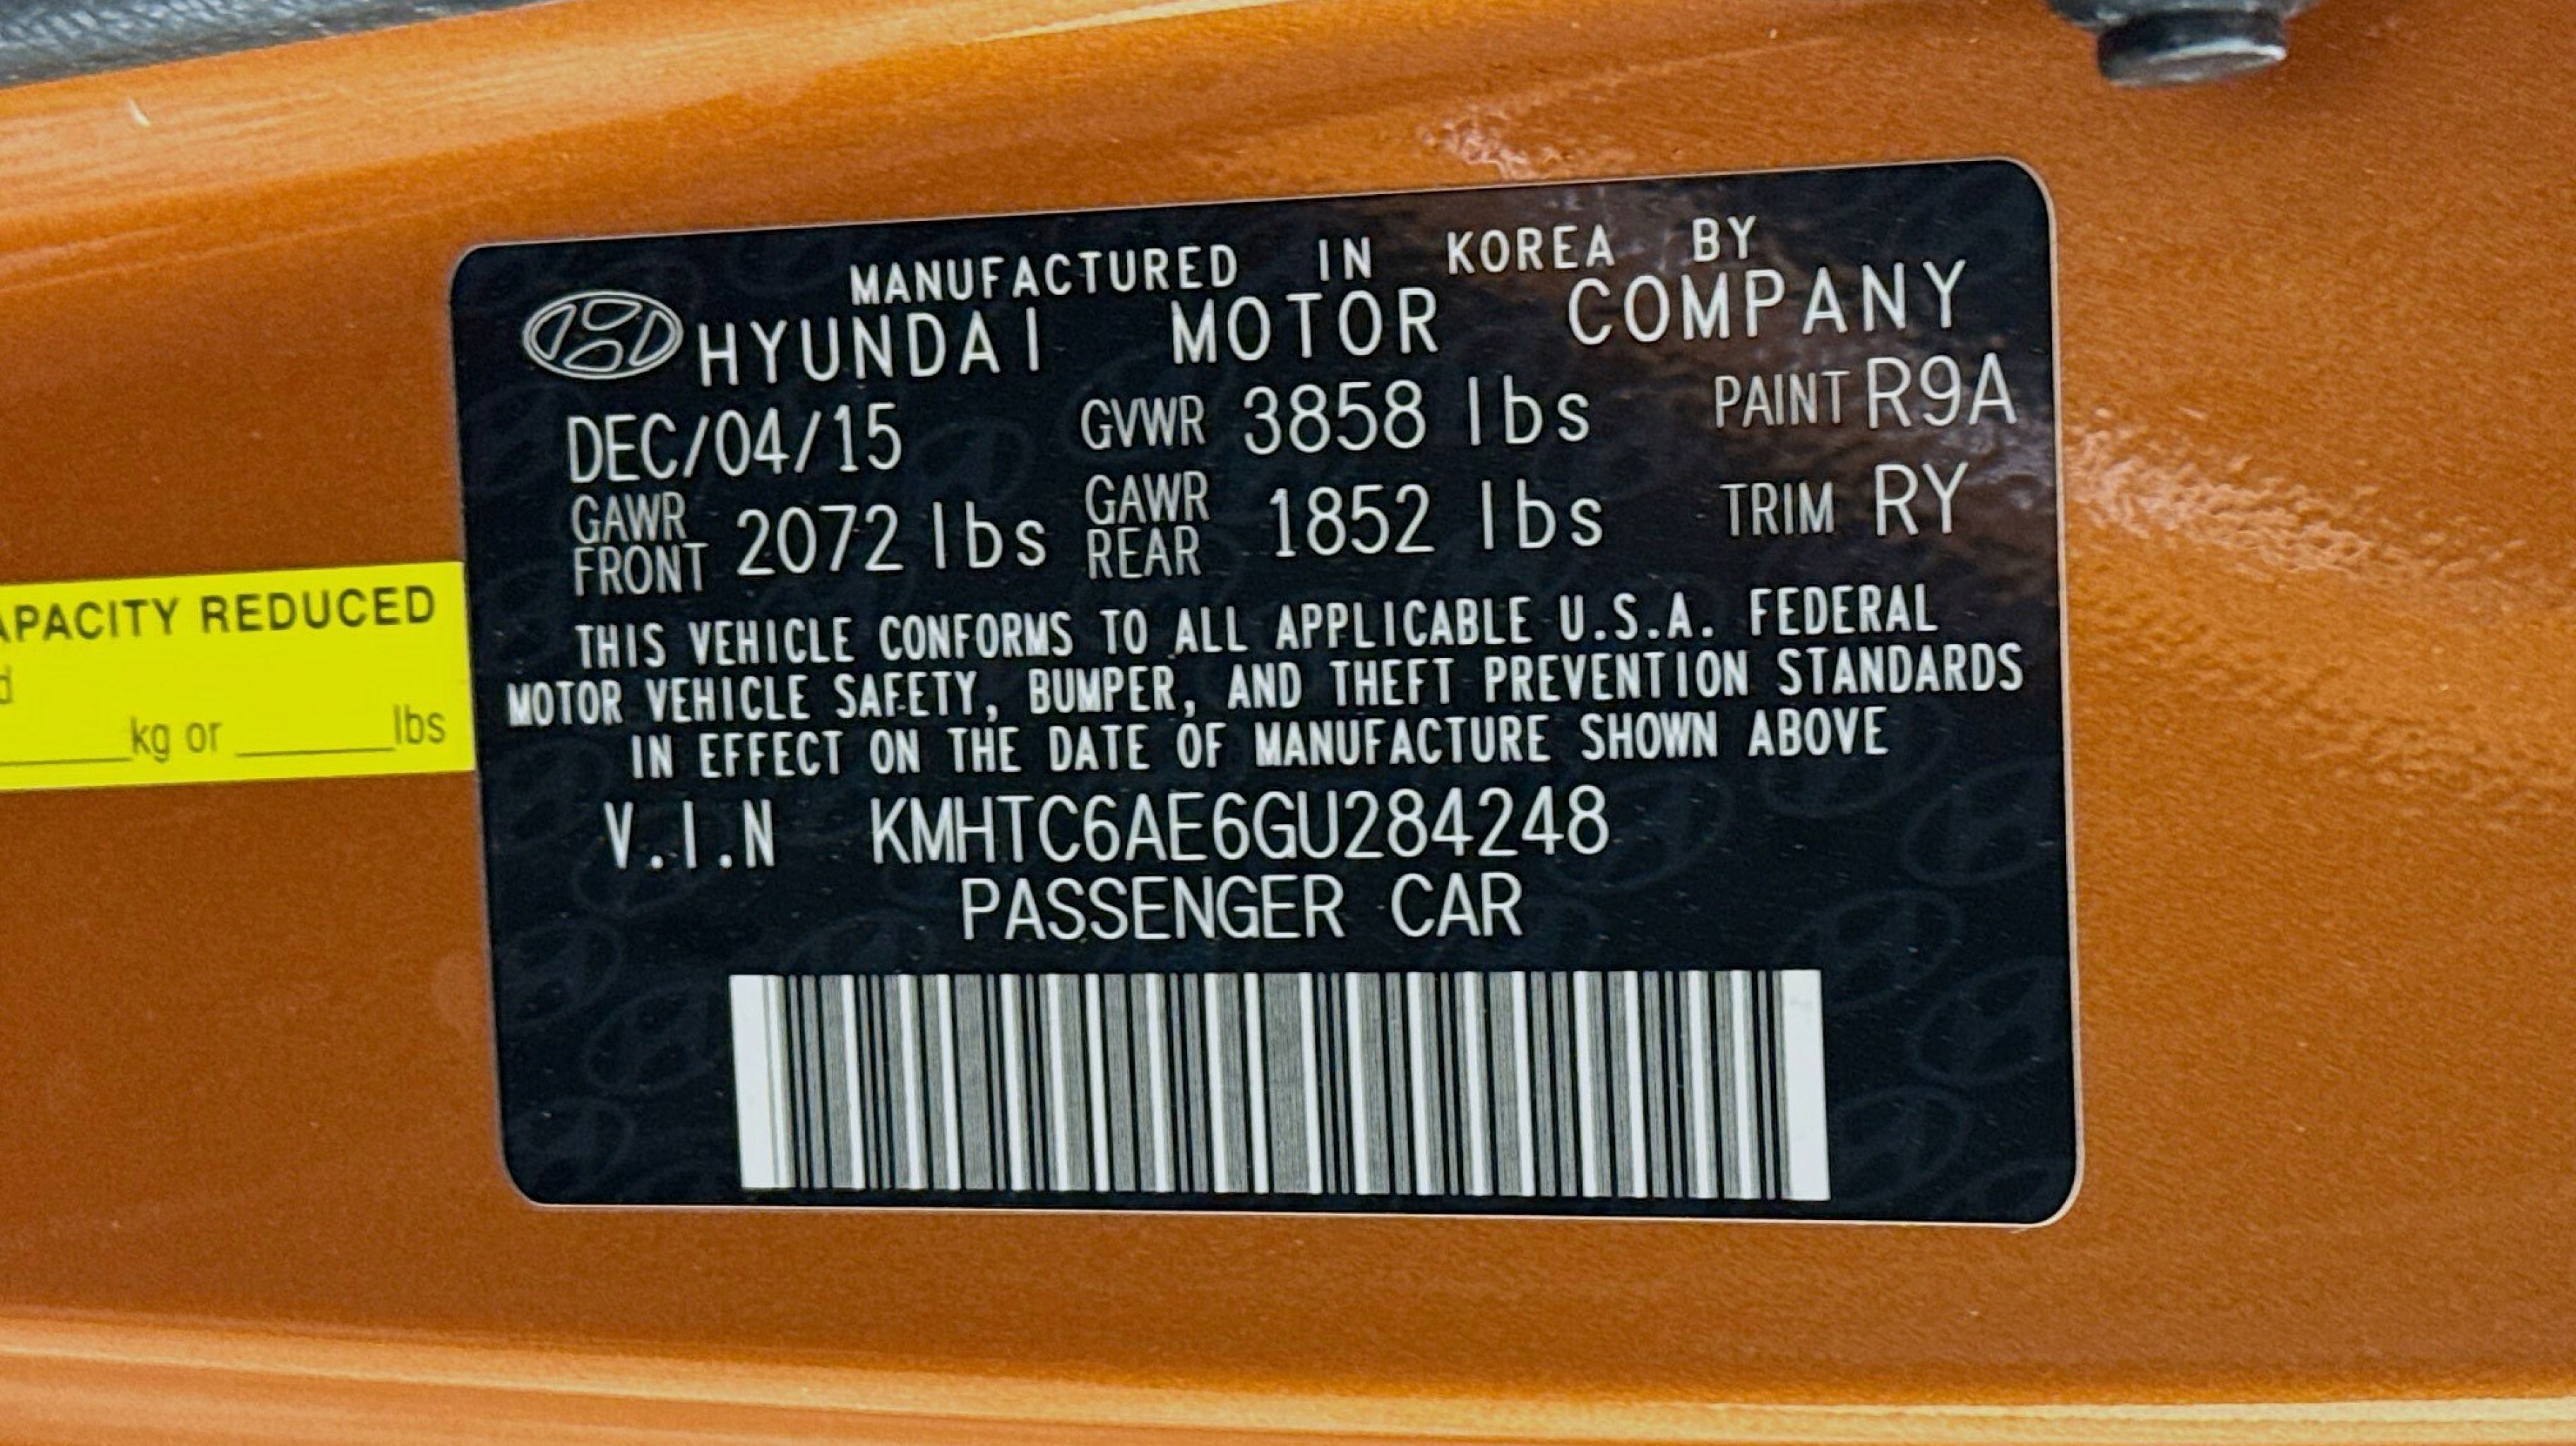 MANUFACTURED IN KOREA BY
HYUNDAI MOTOR COMPANY
DEC/04/15 GVWR 3858 lbs PAINT R9A
GAWR FRONT 2072 lbs GAWR REAR 1852 lbs TRIM RY
THIS VEHICLE CONFORMS TO ALL APPLICABLE U.S.A. FEDERAL
MOTOR VEHICLE SAFETY, BUMPER, AND THEFT PREVENTION STANDARDS
IN EFFECT ON THE DATE OF MANUFACTURE SHOWN ABOVE
V.I.N KMHTC6AE6GU284248
PASSENGER CAR
APACITY REDUCED
d
kg or lbs